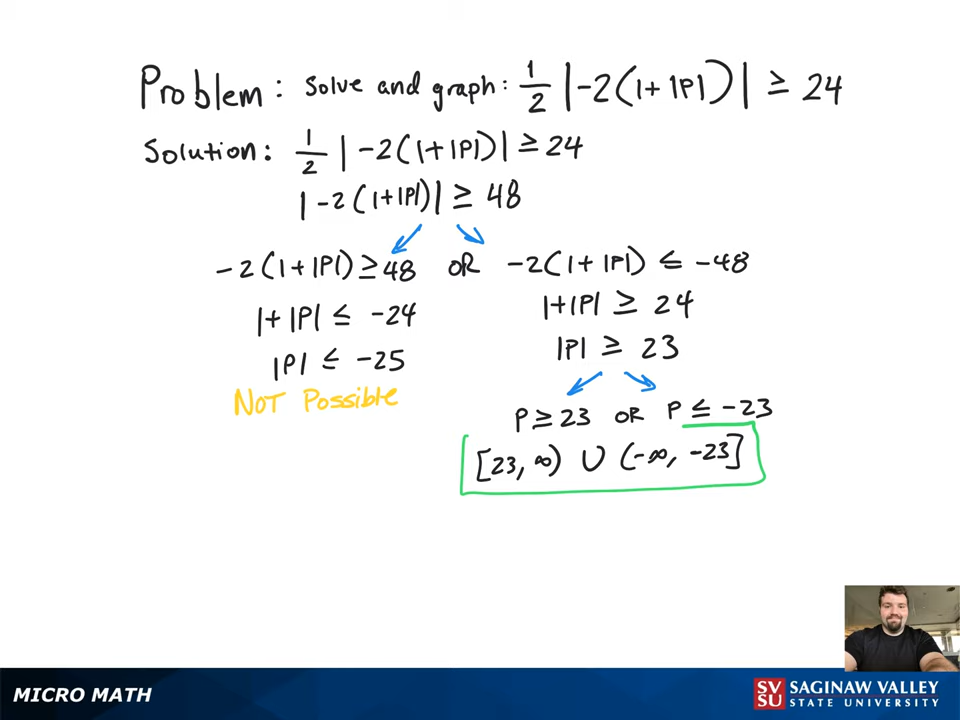 Problem: Solve and graph: 1/2 |-2(1+|P|)| ≥ 24
Solution: 1/2 |-2(1+|P|)| ≥ 24
|-2(1+|P|)| ≥ 48
-2(1+|P|) ≥ 48 OR -2(1+|P|) ≤ -48
1+|P| ≤ -24
1+|P| ≥ 24
|P| ≤ -25
|P| ≥ 23
NOT Possible
P ≥ 23 OR P ≤ -23
[23, ∞) ∪ (-∞, -23]
MICRO MATH
SV
SU
SAGINAW VALLEY
STATE UNIVERSITY